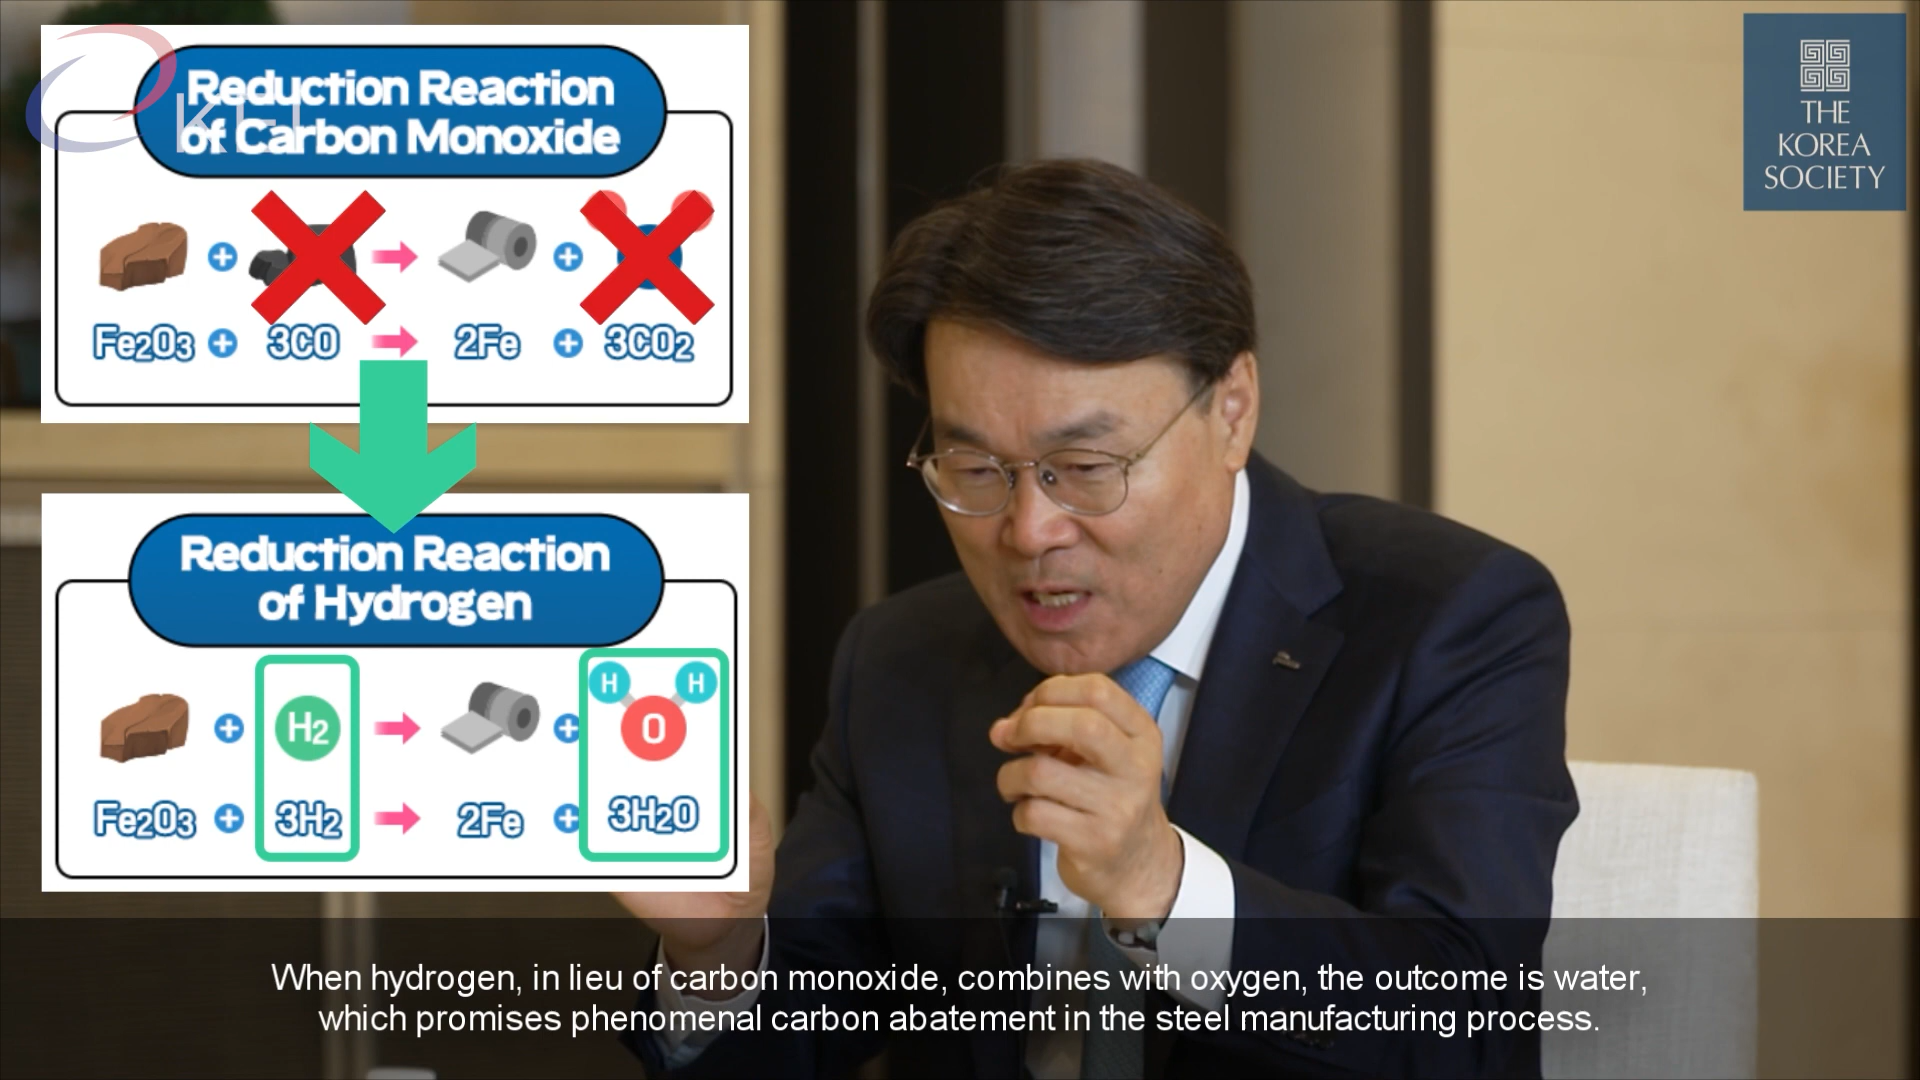 Reduction Reaction
of Carbon Monoxide
Fe2O3 + 3CO → 2Fe + 3CO2
Reduction Reaction
of Hydrogen
H2
H H
O
Fe2O3 + 3H2 → 2Fe + 3H2O
THE
KOREA
SOCIETY
When hydrogen, in lieu of carbon monoxide, combines with oxygen, the outcome is water,
which promises phenomenal carbon abatement in the steel manufacturing process.